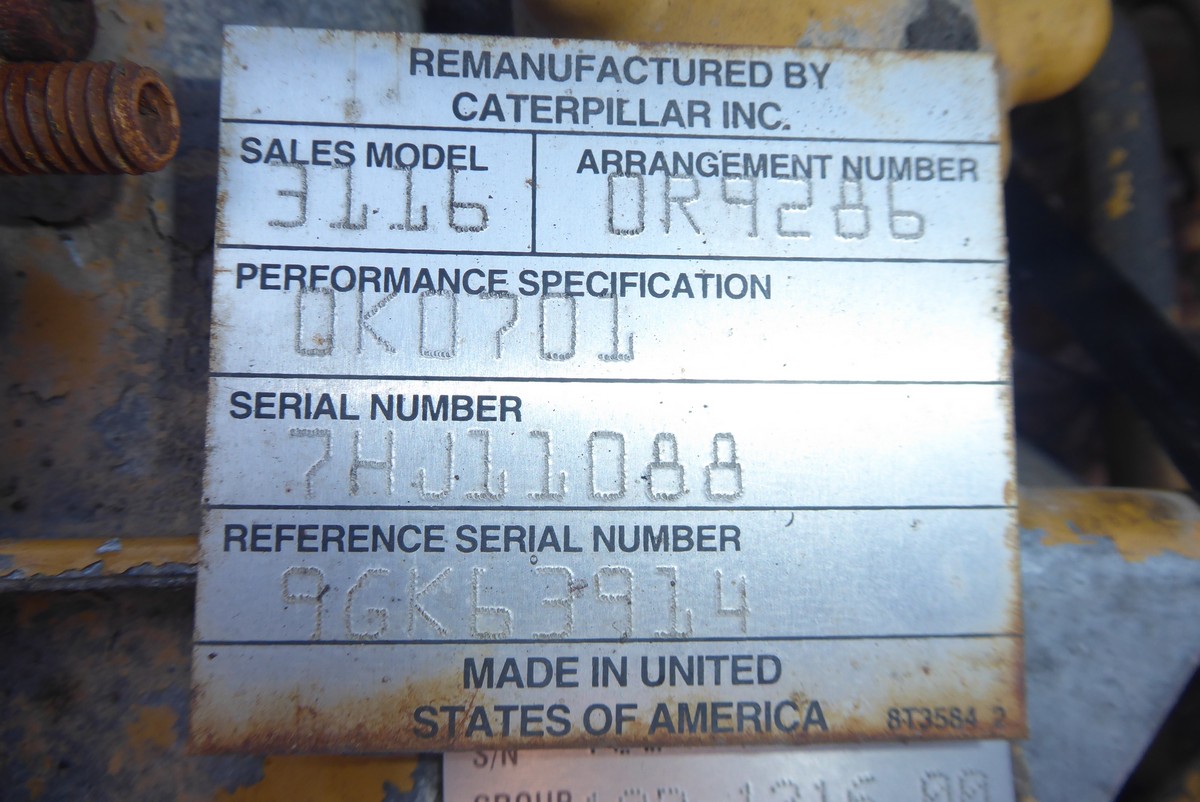 REMANUFACTURED BY
CATERPILLAR INC.
SALES MODEL ARRANGEMENT NUMBER
3116 0R9286
PERFORMANCE SPECIFICATION
0K0701
SERIAL NUMBER
7HJ11088
REFERENCE SERIAL NUMBER
9GK63914
MADE IN UNITED
STATES OF AMERICA 8T3584 2
S/N
GROUP